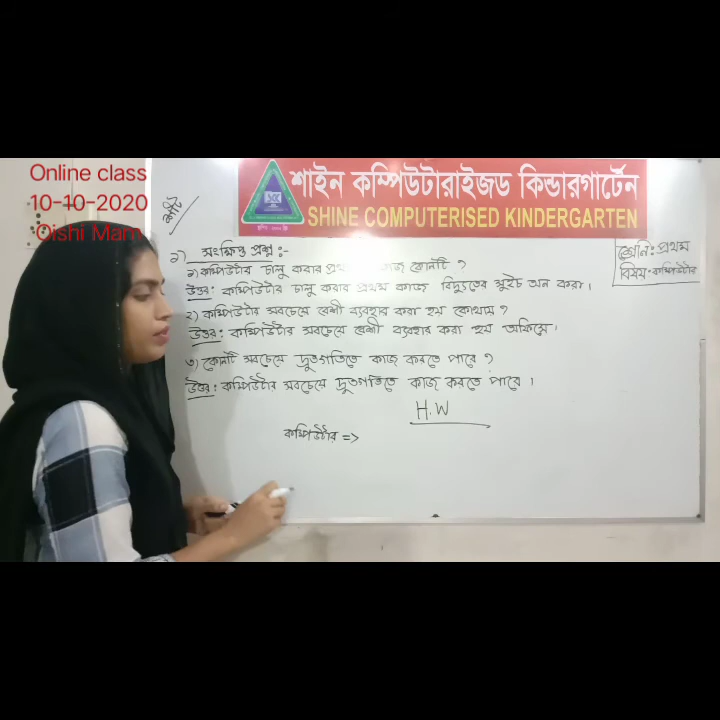 Online class
10-10-2020
Oishi Mam
শাইন কম্পিউটারাইজড কিন্ডারগার্টেন
SHINE COMPUTERISED KINDERGARTEN
শ্রেনি: প্রথম
বিষয়: কম্পিউটার
১) সংক্ষিপ্ত প্রশ্ন :-
১) কম্পিউটার চালু করার কাজ কোনটি ?
উত্তর: কম্পিউটার চালু করার প্রথম কাজ বিদ্যুতের সুইচ অন করা।
২) কম্পিউটার সবচেয়ে বেশী ব্যবহার করা হয় কোথায় ?
উত্তর: কম্পিউটার সবচেয়ে বেশী ব্যবহার করা হয় অফিসে।
৩) কোনটি সবচেয়ে দ্রুতগতিতে কাজ করতে পারে ?
উত্তর: কম্পিউটার সবচেয়ে দ্রুতগতিতে কাজ করতে পারে ।
H.W
কম্পিউটার =>